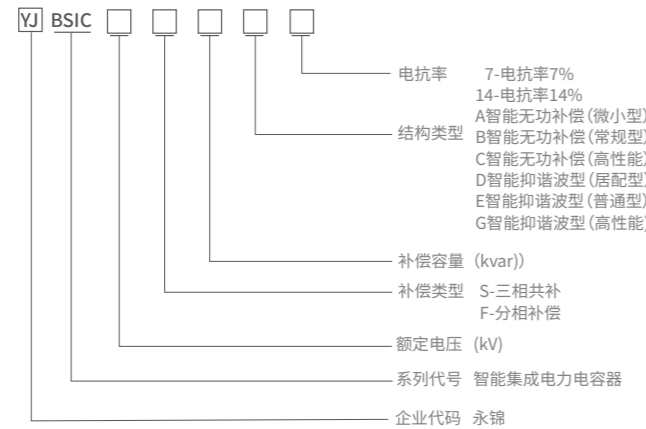 YJ BSIC
电抗率 7-电抗率7%
14-电抗率14%
A智能无功补偿(微小型)
结构类型 B智能无功补偿(常规型)
C智能无功补偿(高性能)
D智能抑谐波型(居配型)
E智能抑谐波型(普通型)
G智能抑谐波型(高性能)
补偿容量 (kvar))
补偿类型 S-三相共补
F-分相补偿
额定电压 (kV)
系列代号 智能集成电力电容器
企业代码 永锦